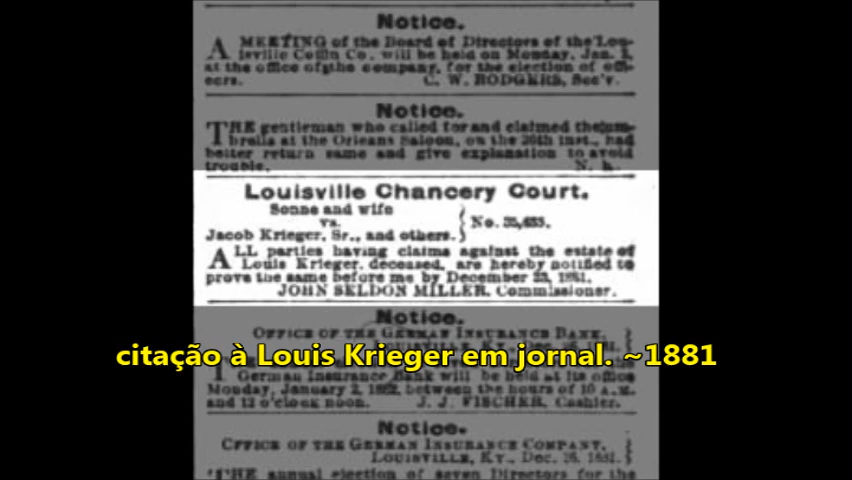 Notice.
A MEETING of the Board of Directors of the Lou-
isville Coffin Co. will be held on Monday, Jan.
at the office of the company, for the election of offi-
cers. C. W. RODGERS, Sec'y.
Notice.
THE gentleman who called for and claimed the um-
brella at the Orleans Saloon, on the 26th inst., had
better return same and give explanation to avoid
trouble.
Louisville Chancery Court.
Sonne and wife
vs.
Jacob Krieger, Sr., and others.
No.
ALL parties having claims against the estate of
Louis Krieger, deceased, are hereby notified to
prove the same before me by December 1881.
JOHN SELDON MILLER, Commissioner.
Notice.
OFFICE OF THE GERMAN INSURANCE BANK,
citação à Louis Krieger em jornal. ~1881
German Insurance Bank will be held at its office
Monday, January 2, 1882, between the hours of 10 a. m.
and 12 o'clock noon. J. J. FISCHER, Cashier.
Notice.
OFFICE OF THE GERMAN INSURANCE COMPANY,
LOUISVILLE, KY., Dec. 26, 1881.
THE annual election of seven Directors for the